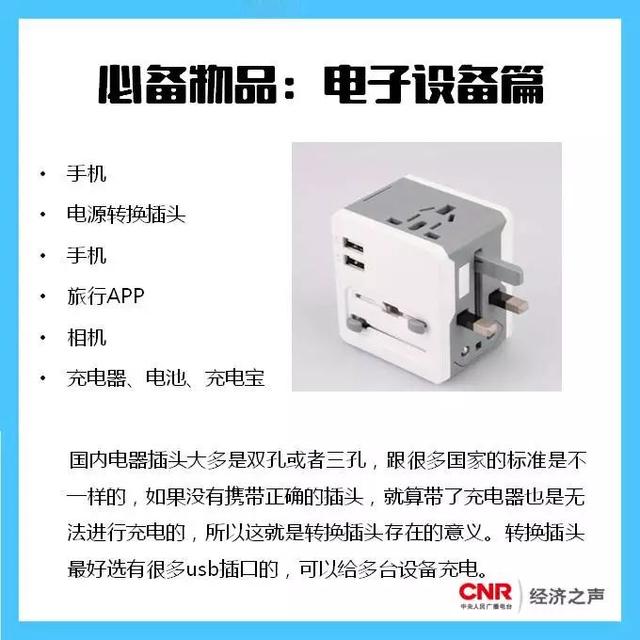 必备物品：电子设备篇
• 手机
• 电源转换插头
• 手机
• 旅行APP
• 相机
• 充电器、电池、充电宝
国内电器插头大多是双孔或者三孔，跟很多国家的标准是不
一样的，如果没有携带正确的插头，就算带了充电器也是无
法进行充电的，所以这就是转换插头存在的意义。转换插头
最好选有很多usb插口的，可以给多台设备充电。
CNR 经济之声
中央人民广播电台